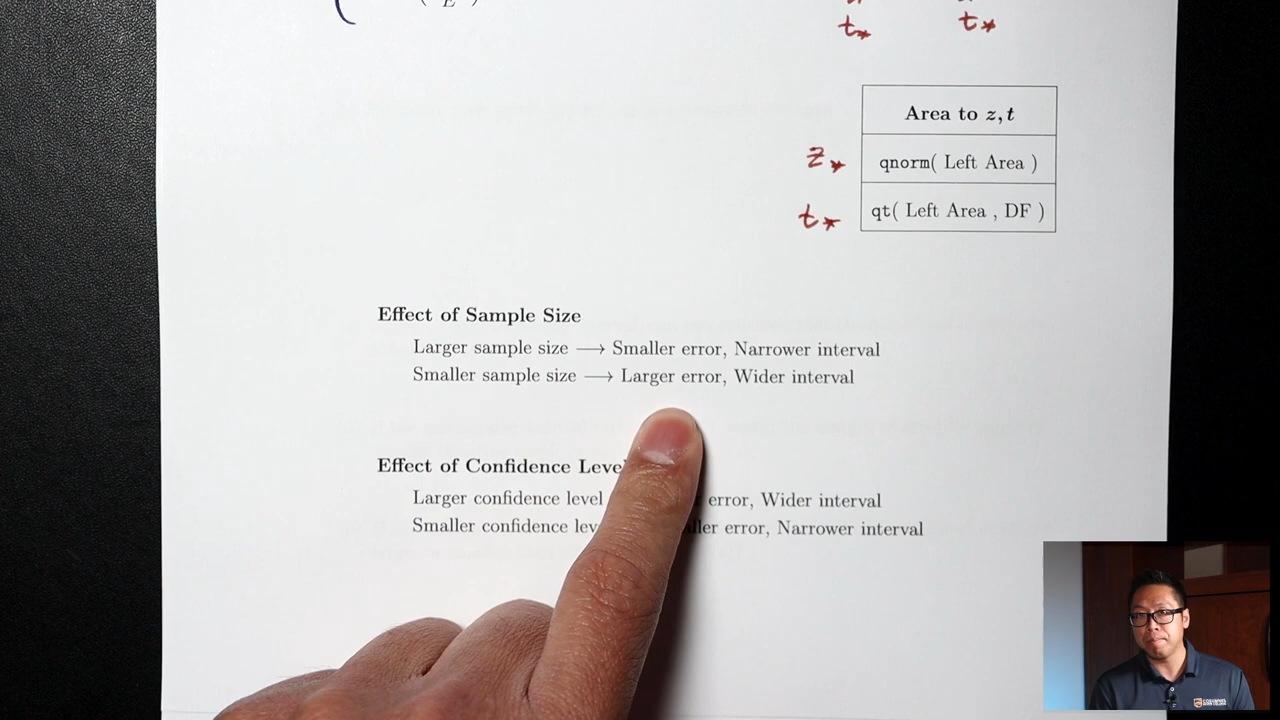 E
t* t*
Area to z, t
z* qnorm( Left Area )
t* qt( Left Area , DF )
Effect of Sample Size
Larger sample size ⟶ Smaller error, Narrower interval
Smaller sample size ⟶ Larger error, Wider interval
Effect of Confidence Leve
Larger confidence level error, Wider interval
Smaller confidence lev ller error, Narrower interval